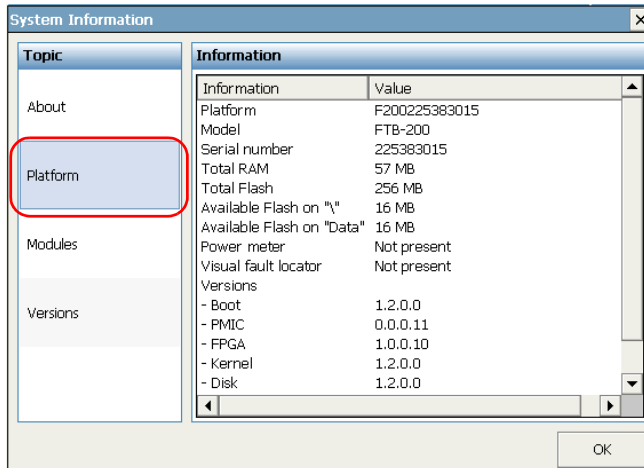 System Information
Topic
About
Platform
Modules
Versions
Information
Information Value
Platform F200225383015
Model FTB-200
Serial number 225383015
Total RAM 57 MB
Total Flash 256 MB
Available Flash on "\" 16 MB
Available Flash on "Data" 16 MB
Power meter Not present
Visual fault locator Not present
Versions
- Boot 1.2.0.0
- PMIC 0.0.0.11
- FPGA 1.0.0.10
- Kernel 1.2.0.0
- Disk 1.2.0.0
OK